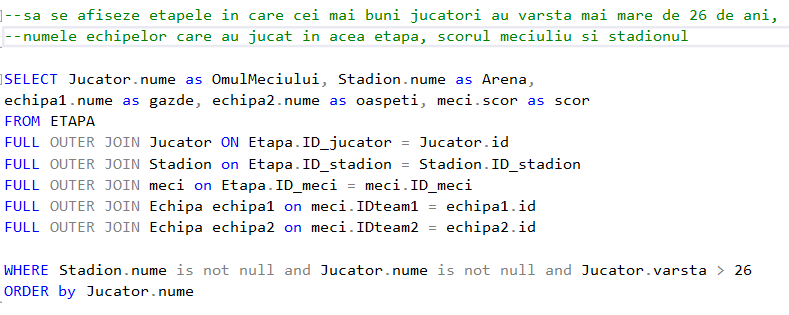 --sa se afiseze etapele in care cei mai buni jucatori au varsta mai mare de 26 de ani,
--numele echipelor care au jucat in acea etapa, scorul meciuliu si stadionul
SELECT Jucator.nume as OmulMeciului, Stadion.nume as Arena,
echipa1.nume as gazde, echipa2.nume as oaspeti, meci.scor as scor
FROM ETAPA
FULL OUTER JOIN Jucator ON Etapa.ID_jucator = Jucator.id
FULL OUTER JOIN Stadion on Etapa.ID_stadion = Stadion.ID_stadion
FULL OUTER JOIN meci on Etapa.ID_meci = meci.ID_meci
FULL OUTER JOIN Echipa echipa1 on meci.IDteam1 = echipa1.id
FULL OUTER JOIN Echipa echipa2 on meci.IDteam2 = echipa2.id
WHERE Stadion.nume is not null and Jucator.nume is not null and Jucator.varsta > 26
ORDER by Jucator.nume